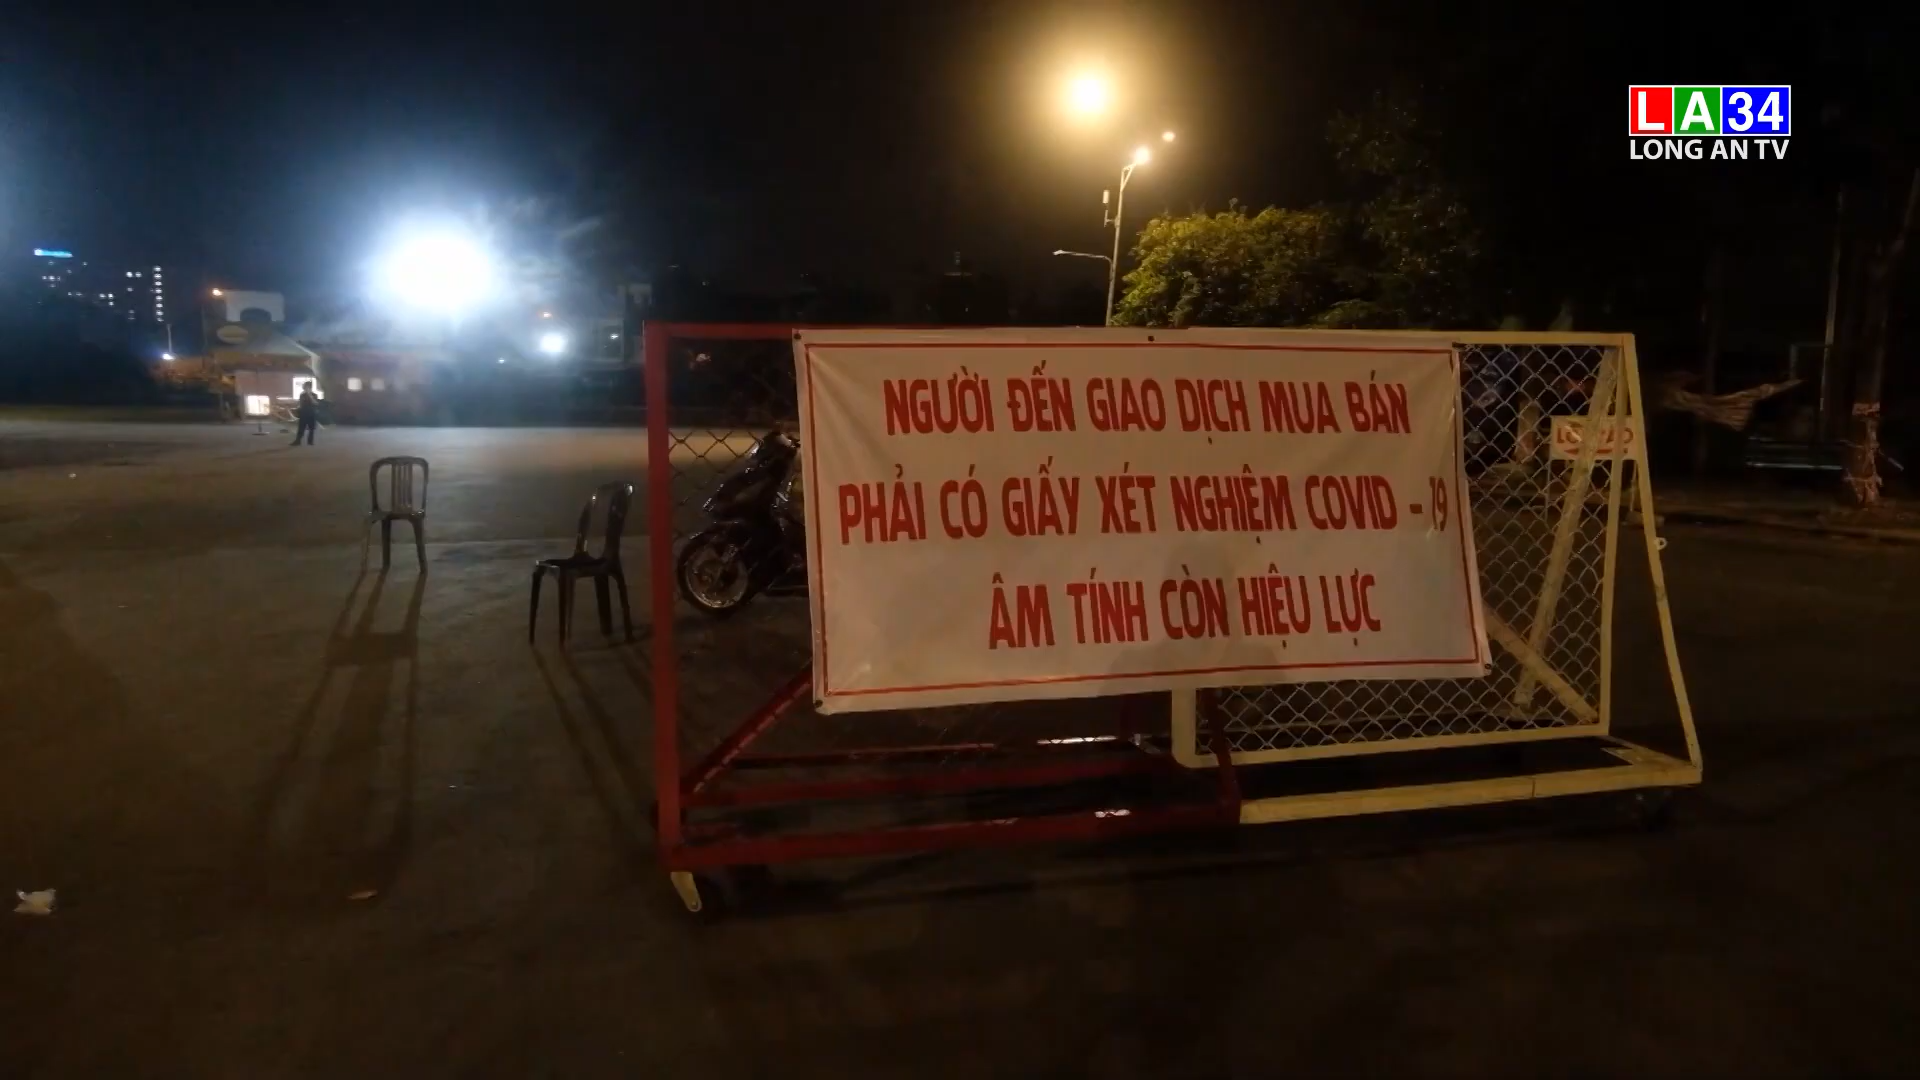 LA34
LONG AN TV
NGƯỜI ĐẾN GIAO DỊCH MUA BÁN
PHẢI CÓ GIẤY XÉT NGHIỆM COVID - 19
ÂM TÍNH CÒN HIỆU LỰC